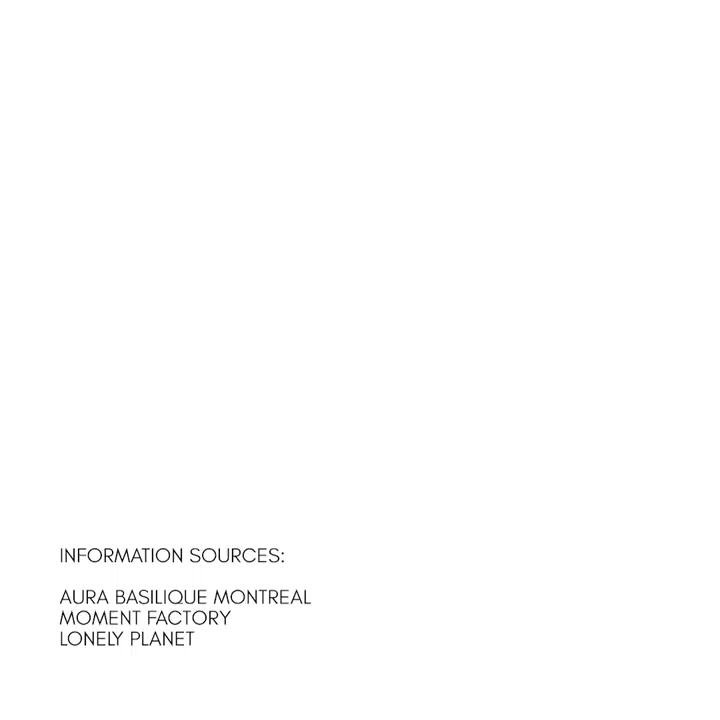 INFORMATION SOURCES:
AURA BASILIQUE MONTREAL
MOMENT FACTORY
LONELY PLANET